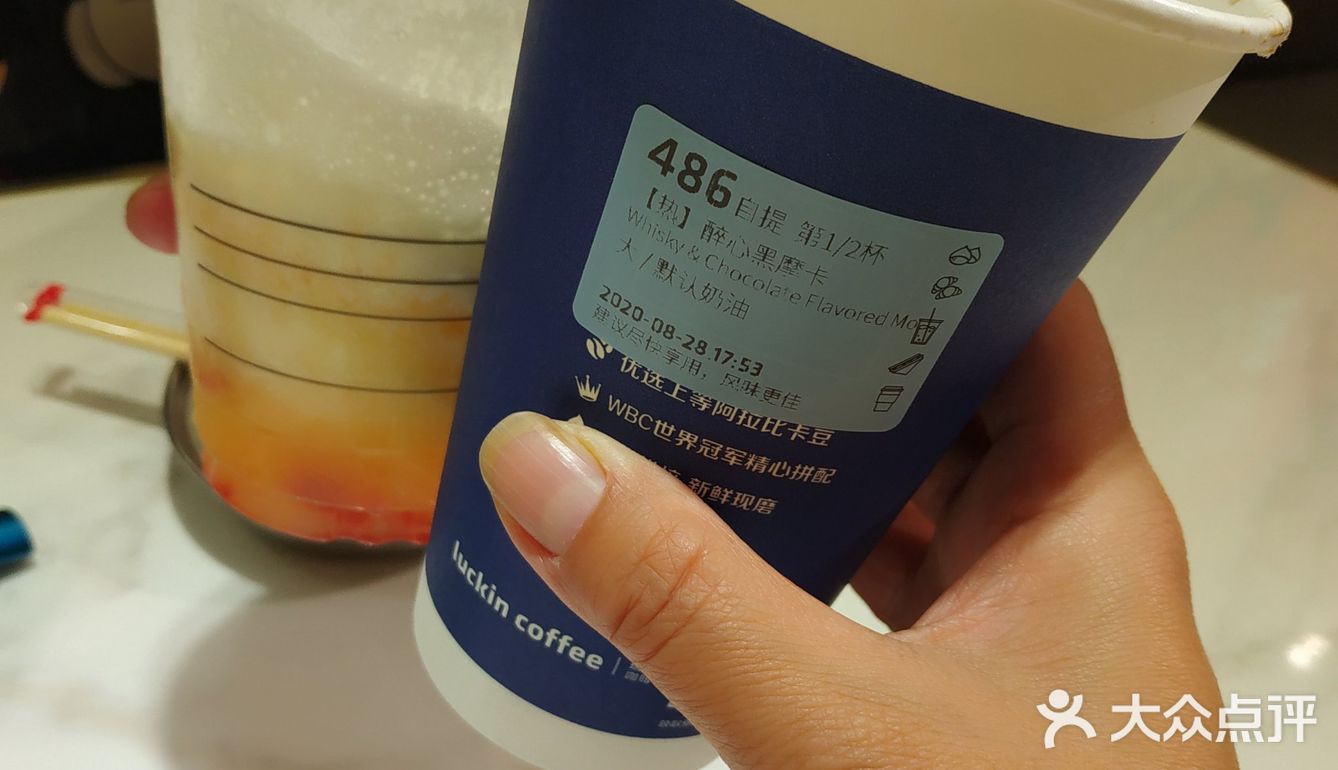 486自提 第1/2杯
【热】醉心黑摩卡
Whisky & Chocolate Flavored Mo
大/默认奶油
2020-08-28 17:53
建议尽快享用，风味更佳
优选上等阿拉比卡豆
WBC世界冠军精心拼配
新鲜现磨
luckin coffee
大众点评